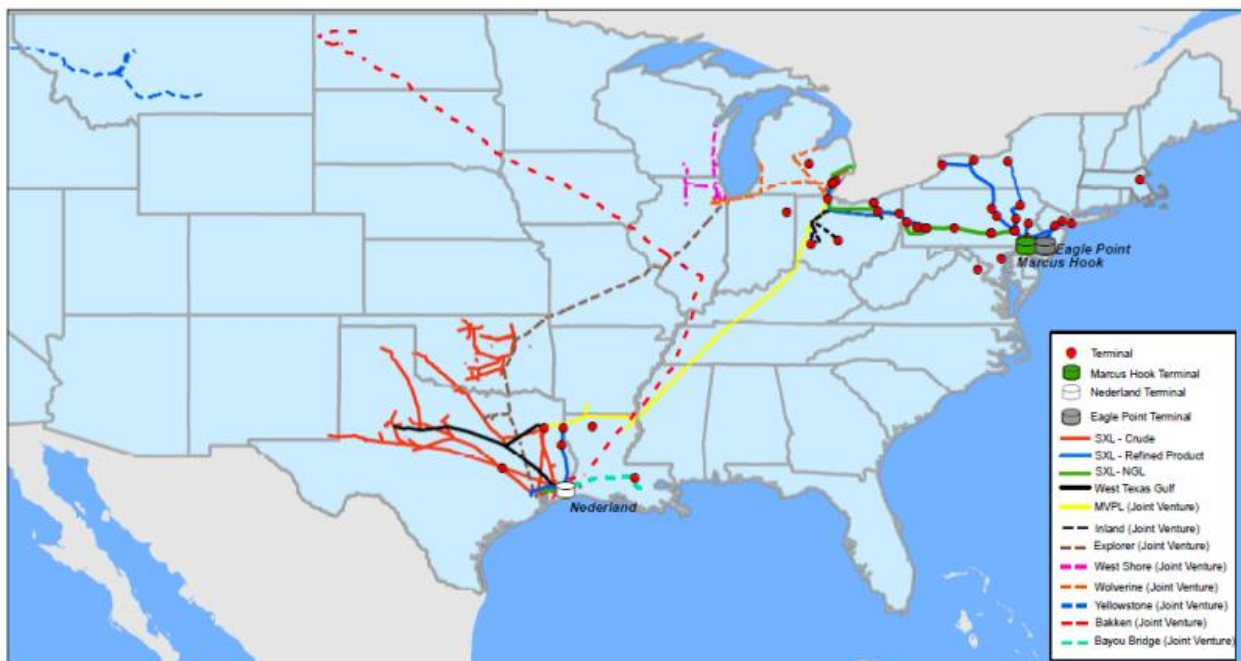 Eagle Point
Marcus Hook
Nederland
Terminal
Marcus Hook Terminal
Nederland Terminal
Eagle Point Terminal
SXL - Crude
SXL - Refined Product
SXL- NGL
West Texas Gulf
MVPL (Joint Venture)
Inland (Joint Venture)
Explorer (Joint Venture)
West Shore (Joint Venture)
Wolverine (Joint Venture)
Yellowstone (Joint Venture)
Bakken (Joint Venture)
Bayou Bridge (Joint Venture)